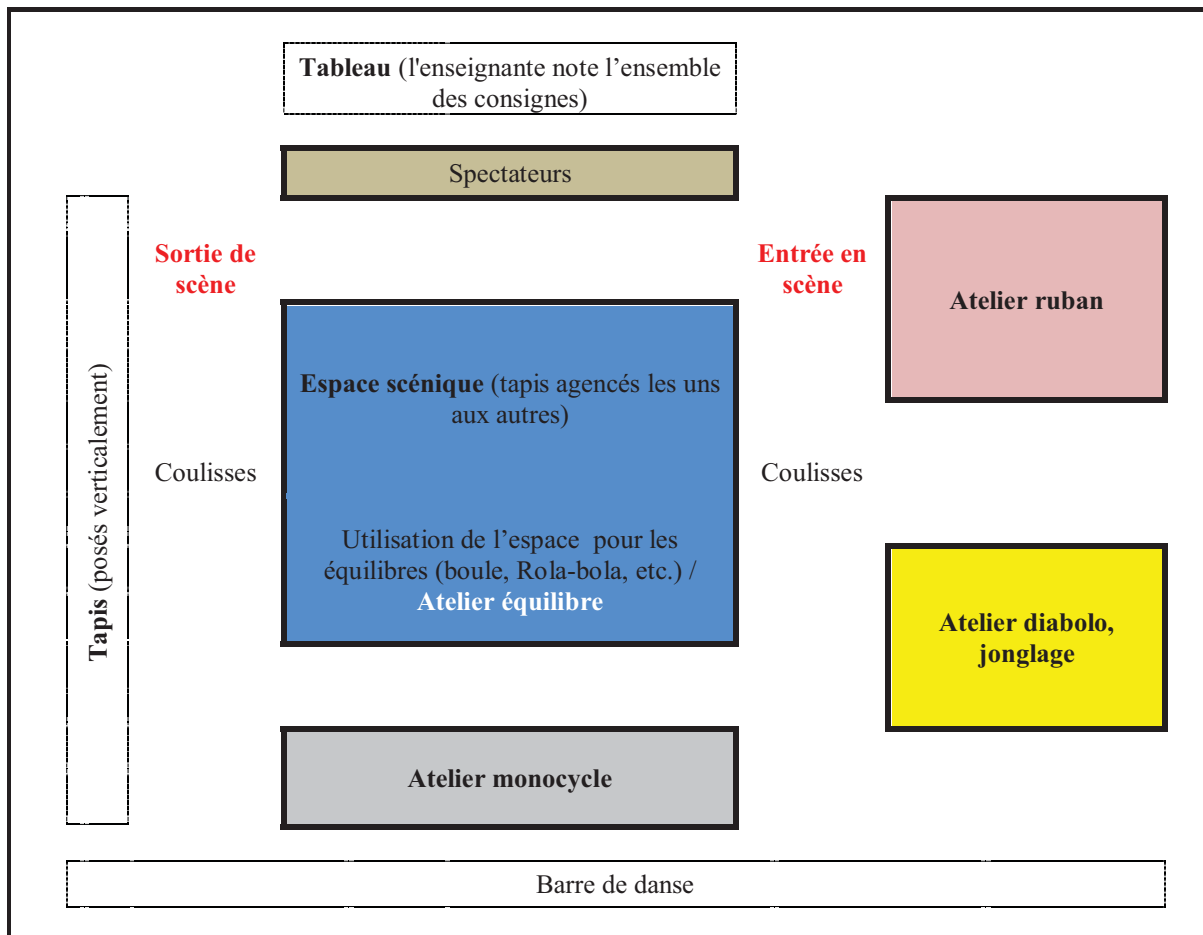 Tableau (l'enseignante note l’ensemble
des consignes)
Spectateurs
Sortie de
scène
Entrée en
scène
Atelier ruban
Espace scénique (tapis agencés les uns
aux autres)
Tapis (posés verticalement)
Coulisses
Coulisses
Utilisation de l’espace pour les
équilibres (boule, Rola-bola, etc.) /
Atelier équilibre
Atelier diabolo,
jonglage
Atelier monocycle
Barre de danse